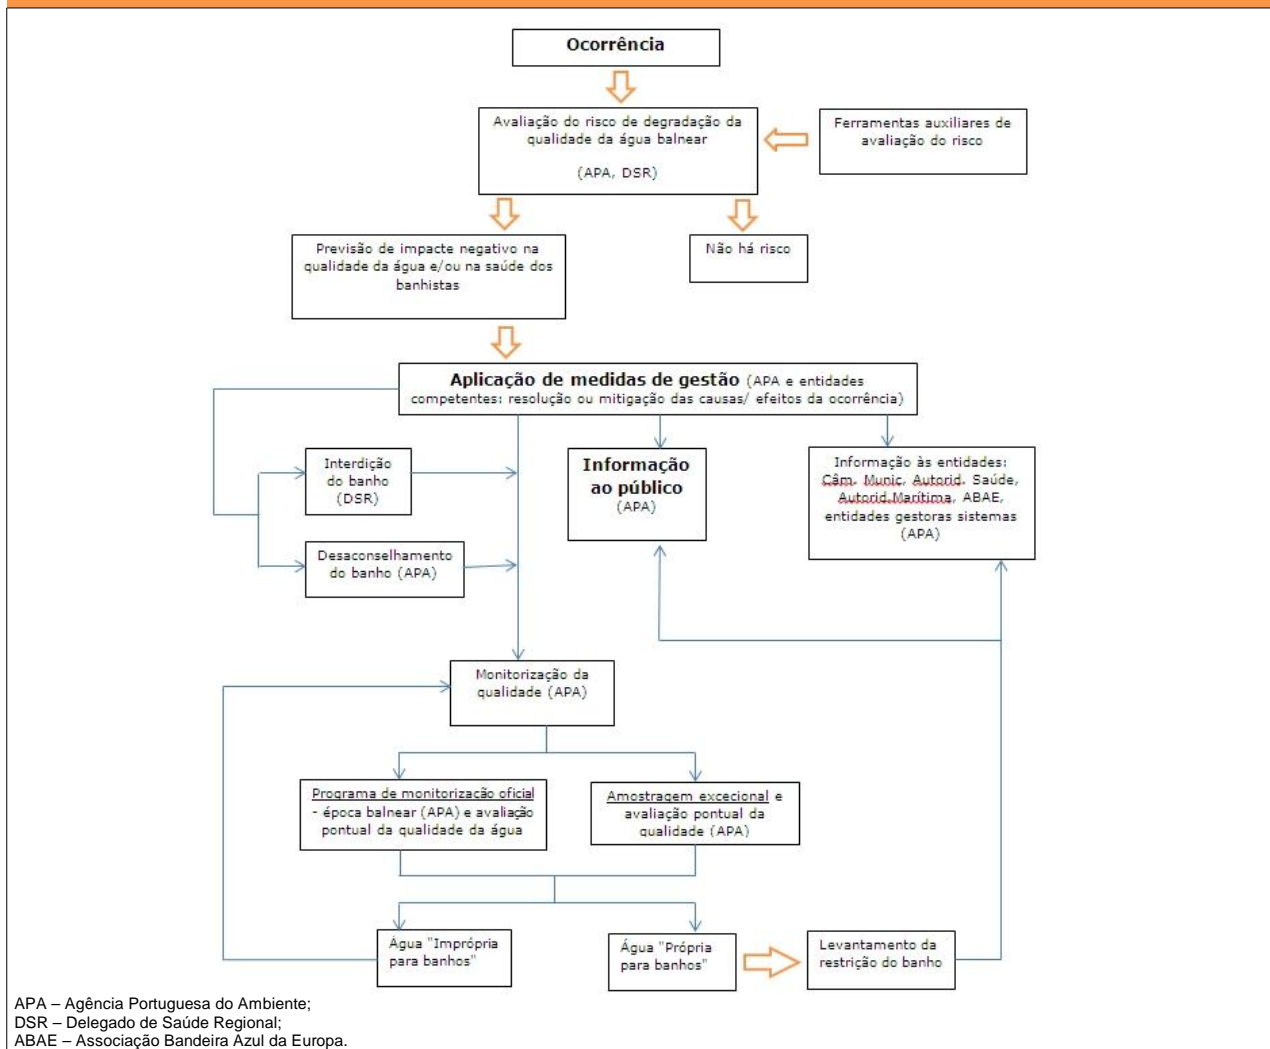 Ocorrência
Avaliação do risco de degradação da
qualidade da água balnear
(APA, DSR)
Ferramentas auxiliares de
avaliação do risco
Previsão de impacte negativo na
qualidade da água e/ou na saúde dos
banhistas
Não há risco
Aplicação de medidas de gestão (APA e entidades
competentes: resolução ou mitigação das causas/ efeitos da ocorrência)
Interdição
do banho
(DSR)
Informação
ao público
(APA)
Informação às entidades:
Câm. Munic, Autorid. Saúde,
Autorid.Marítima, ABAE,
entidades gestoras sistemas
(APA)
Desaconselhamento
do banho (APA)
Monitorização da
qualidade (APA)
Programa de monitorização oficial
- época balnear (APA) e avaliação
pontual da qualidade da água
Amostragem excecional e
avaliação pontual da
qualidade (APA)
Água "Imprópria
para banhos"
Água "Própria
para banhos"
Levantamento da
restrição do banho
APA – Agência Portuguesa do Ambiente;
DSR – Delegado de Saúde Regional;
ABAE – Associação Bandeira Azul da Europa.